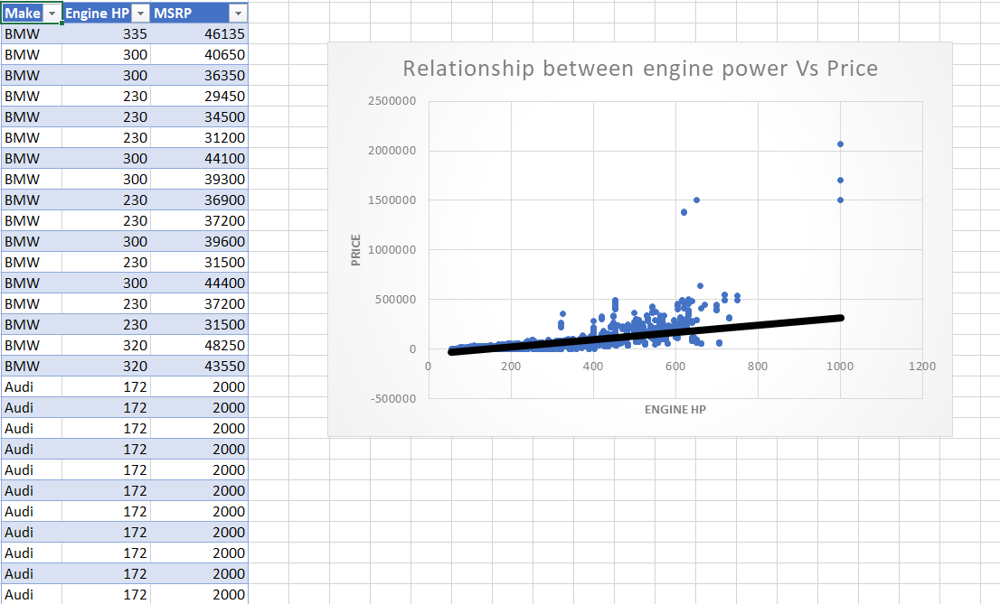 Make Engine HP MSRP
BMW 335 46135
BMW 300 40650
BMW 300 36350
BMW 230 29450
BMW 230 34500
BMW 230 31200
BMW 300 44100
BMW 300 39300
BMW 230 36900
BMW 230 37200
BMW 300 39600
BMW 230 31500
BMW 300 44400
BMW 230 37200
BMW 230 31500
BMW 320 48250
BMW 320 43550
Audi 172 2000
Audi 172 2000
Audi 172 2000
Audi 172 2000
Audi 172 2000
Audi 172 2000
Audi 172 2000
Audi 172 2000
Audi 172 2000
Audi 172 2000
Audi 172 2000
Relationship between engine power Vs Price
2500000
2000000
1500000
1000000
500000
0
-500000
PRICE
0 200 400 600 800 1000 1200
ENGINE HP